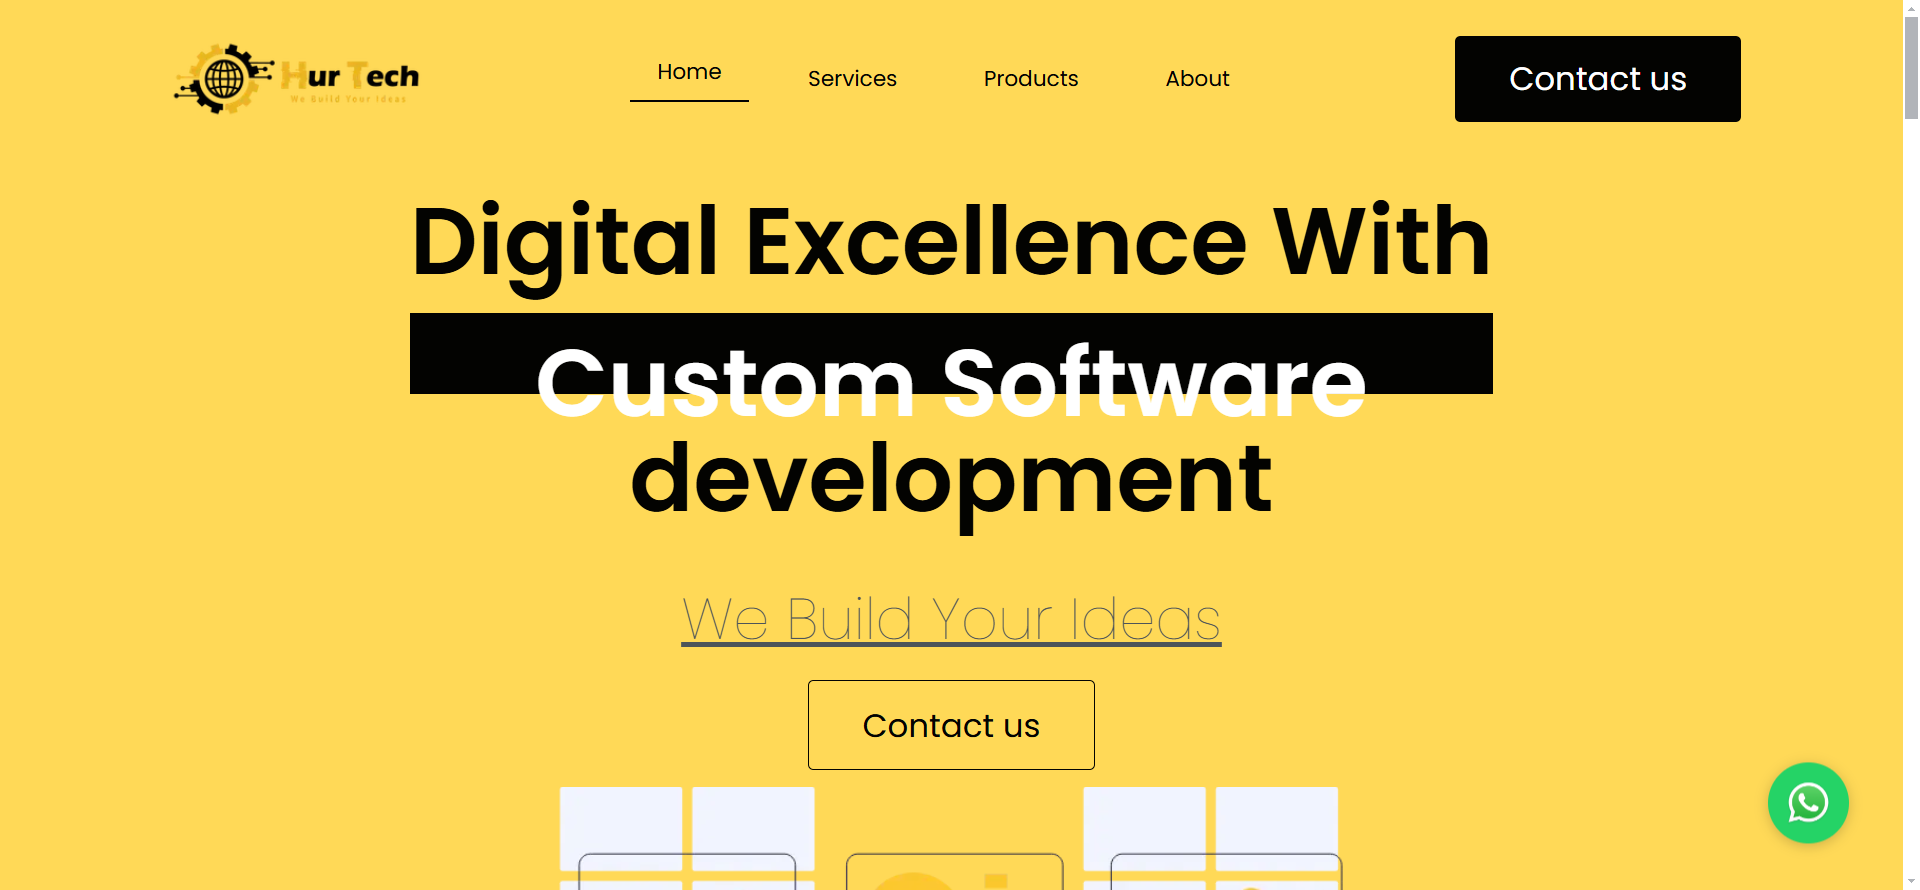 Hur Tech
We Build Your Ideas
Home
Services
Products
About
Contact us
Digital Excellence With
Custom Software
development
We Build Your Ideas
Contact us